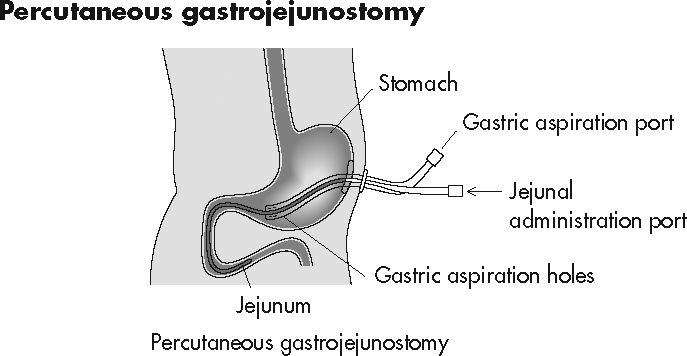 Percutaneous gastrojejunostomy
Stomach
Gastric aspiration port
Jejunal
administration port
Gastric aspiration holes
Jejunum
Percutaneous gastrojejunostomy